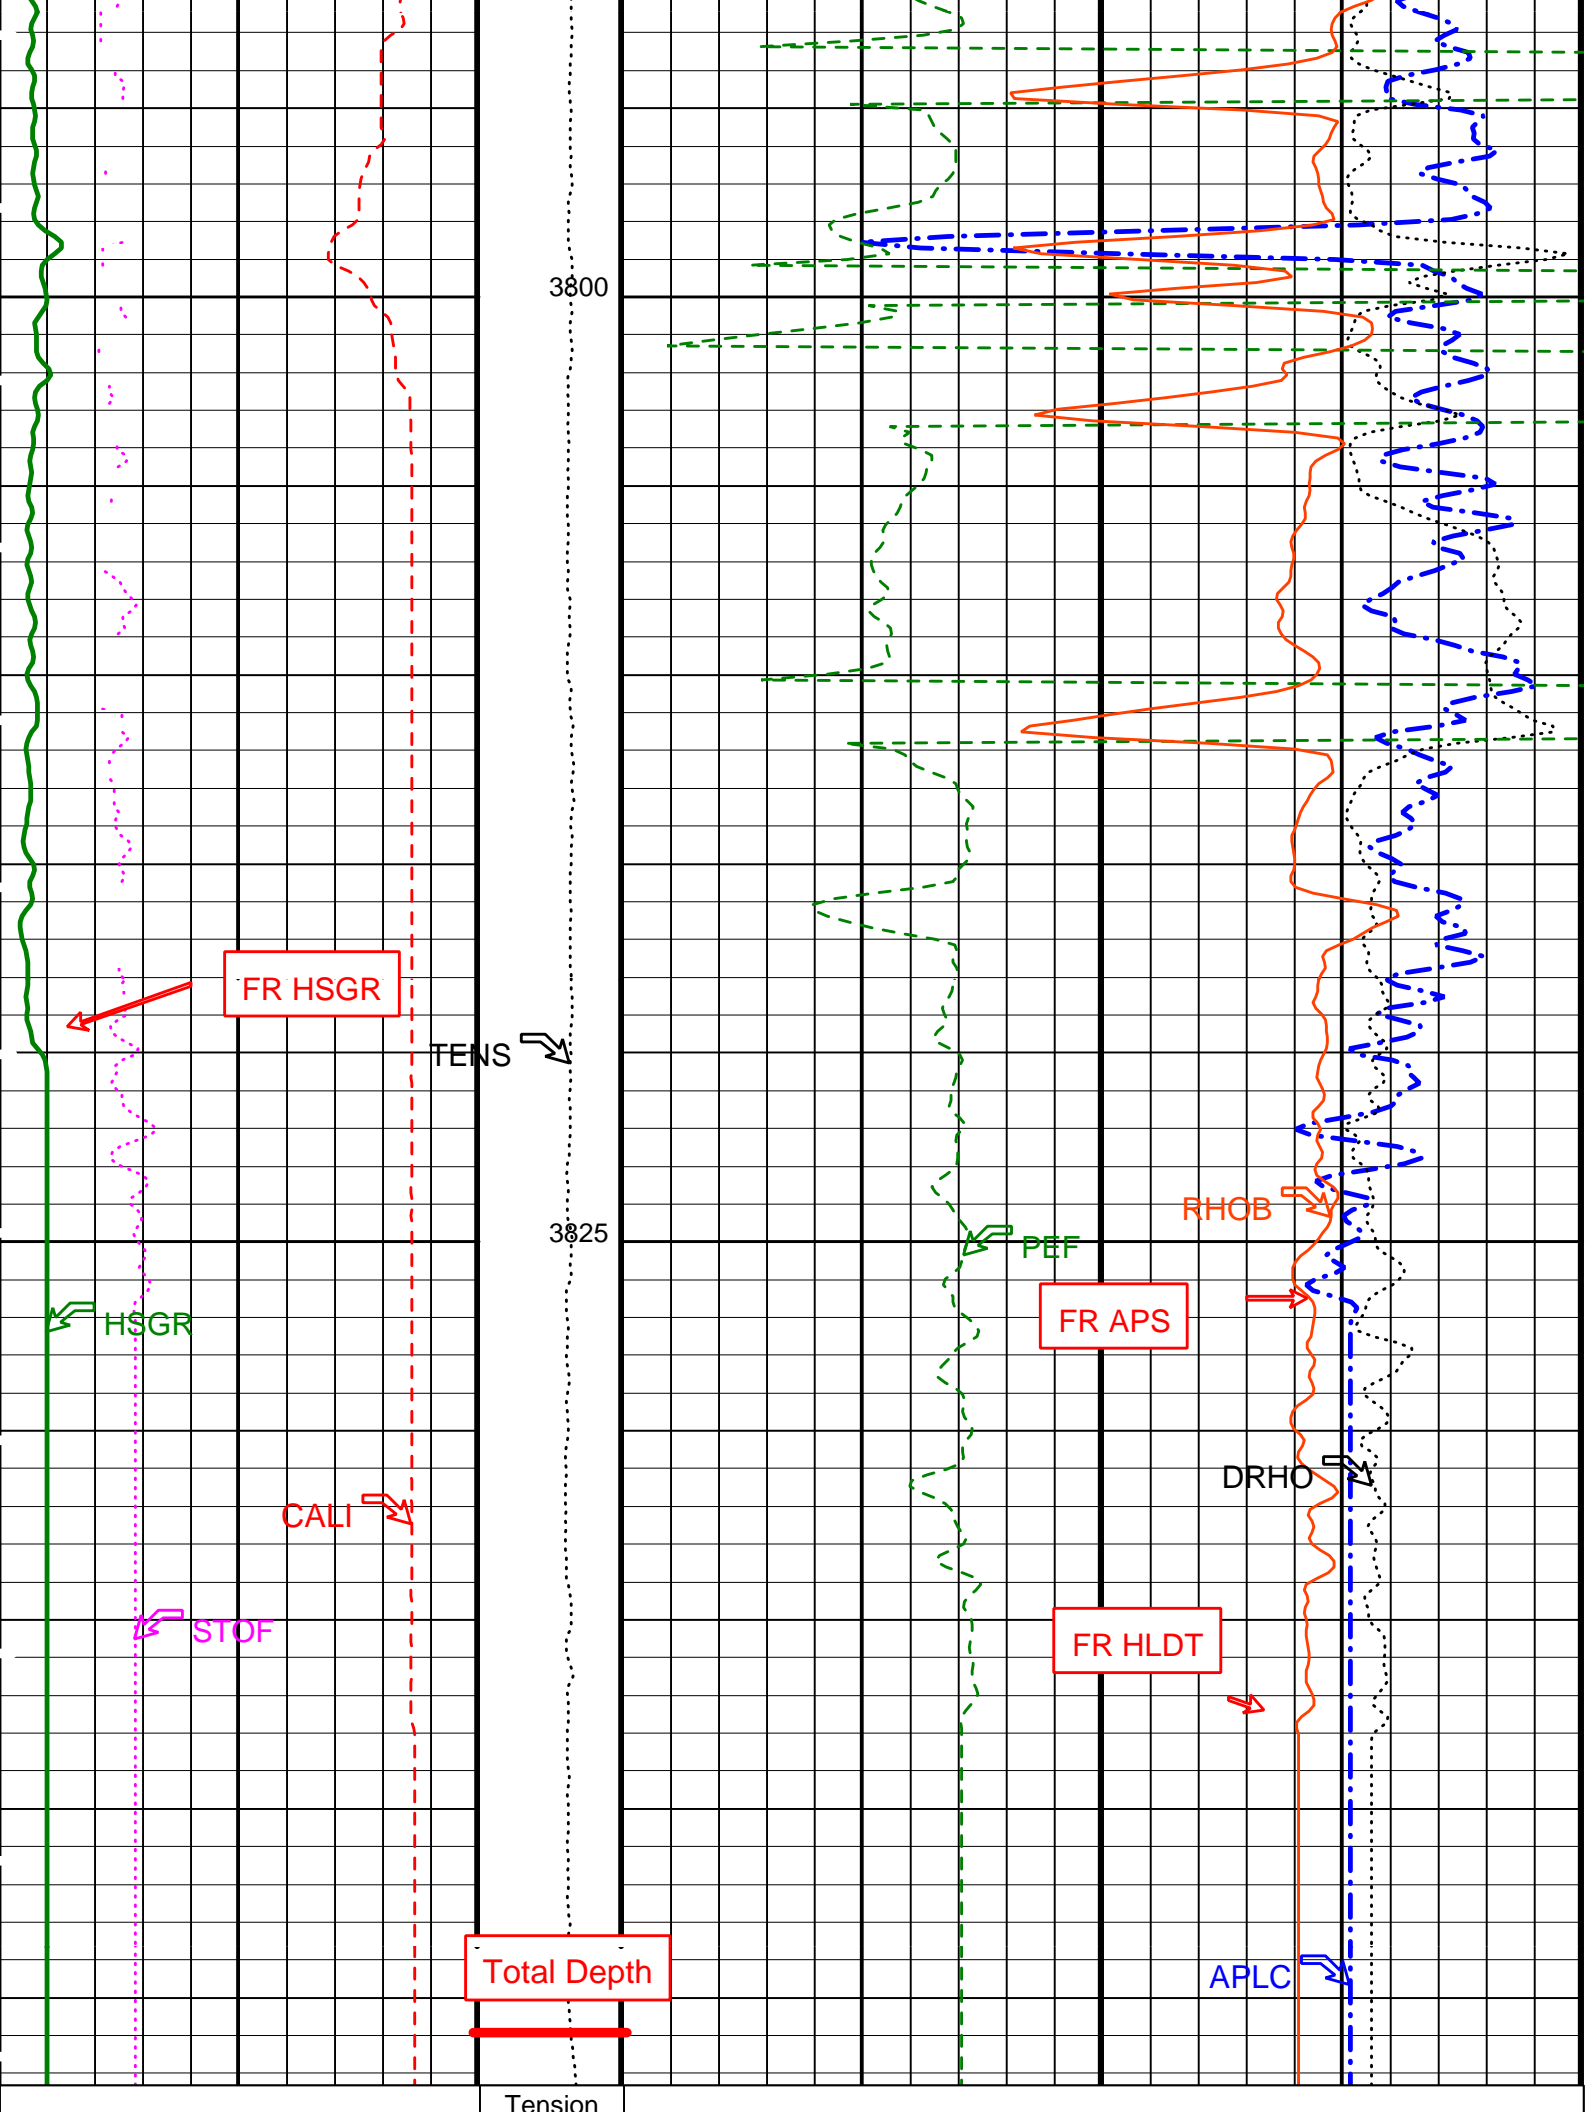 3800
FR HSGR
TENS
RHOB
3825
PEF
FR APS
HSGR
DRHO
CALI
STOF
FR HLDT
Total Depth
APLC
Tension